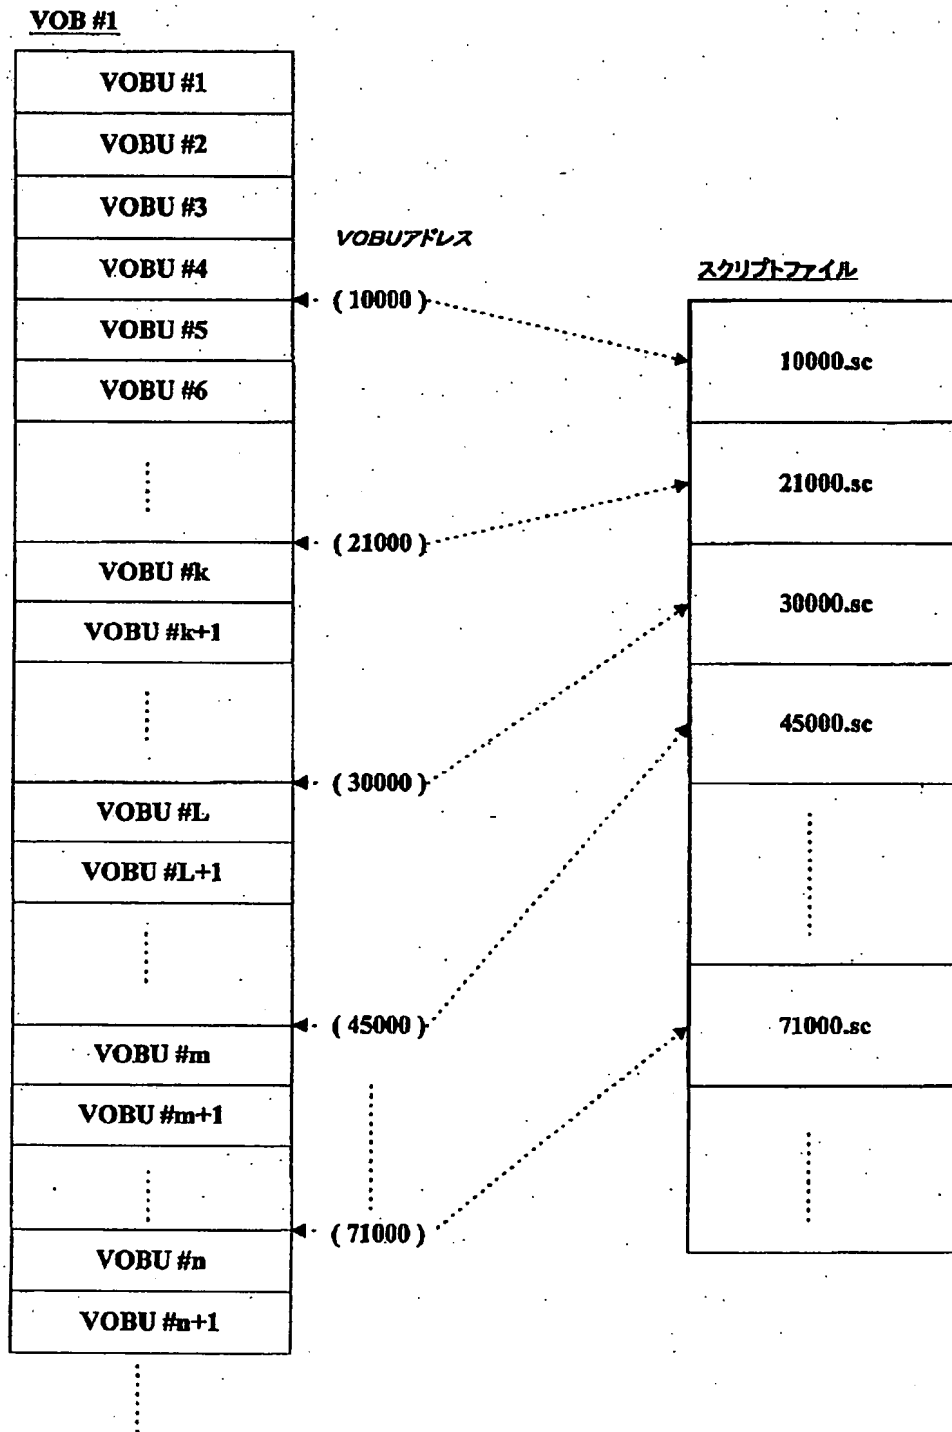 VOB #1
VOBU #1
VOBU #2
VOBU #3
VOBU #4
VOBU #5
VOBU #6
VOBU #k
VOBU #k+1
VOBU #L
VOBU #L+1
VOBU #m
VOBU #m+1
VOBU #n
VOBU #n+1
VOBUアドレス
( 10000 )
( 21000 )
( 30000 )
( 45000 )
( 71000 )
スクリプトファイル
10000.sc
21000.sc
30000.sc
45000.sc
71000.sc